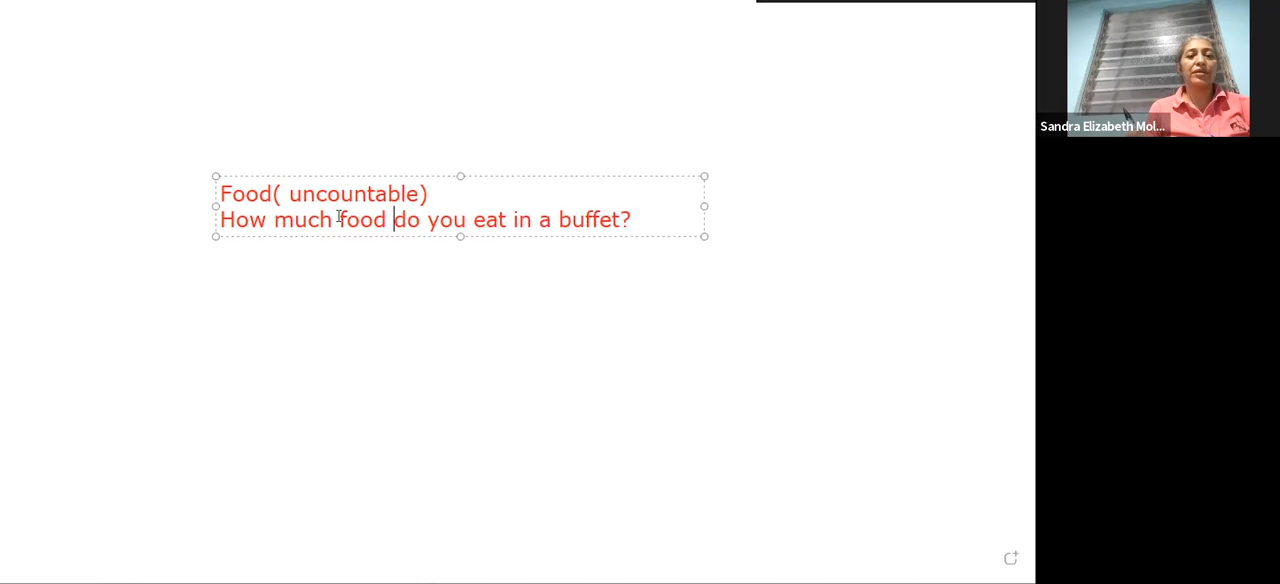 Food( uncountable)
How much food do you eat in a buffet?
Sandra Elizabeth Mol...